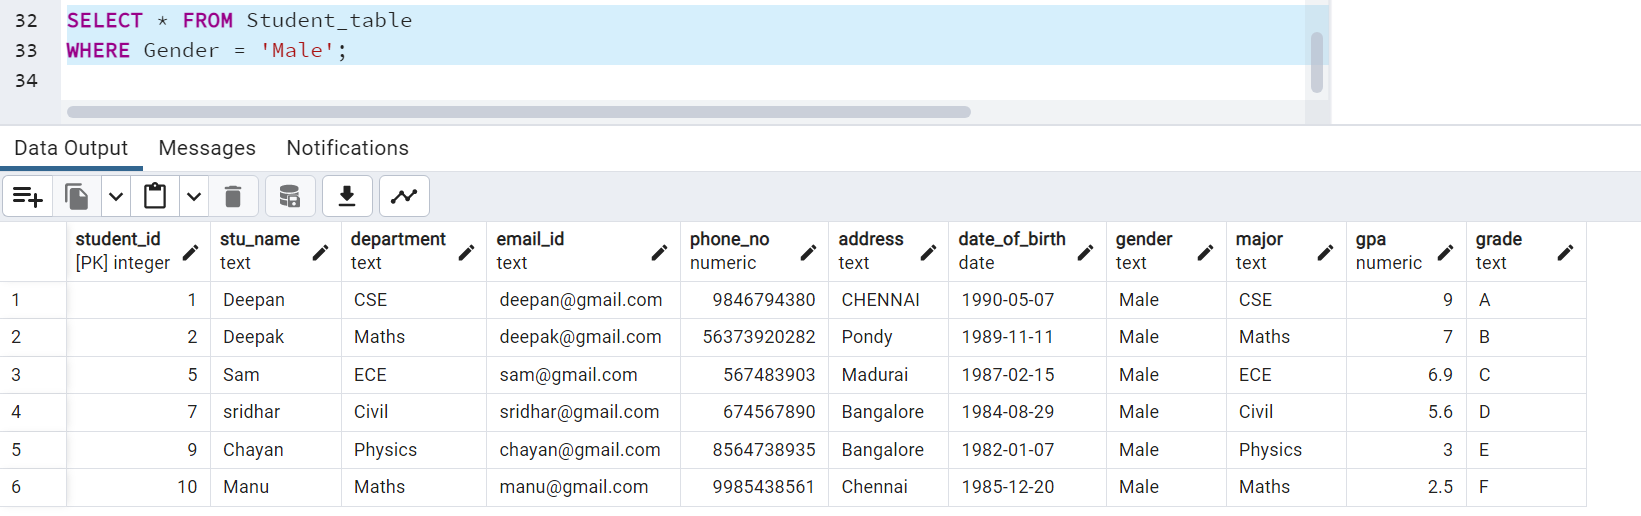 32 SELECT * FROM Student_table
33 WHERE Gender = 'Male';
34
Data Output Messages Notifications
student_id stu_name department email_id phone_no address date_of_birth gender major gpa grade
[PK] integer text text text numeric text date text text numeric text
1 1 Deepan CSE deepan@gmail.com 9846794380 CHENNAI 1990-05-07 Male CSE 9 A
2 2 Deepak Maths deepak@gmail.com 56373920282 Pondy 1989-11-11 Male Maths 7 B
3 5 Sam ECE sam@gmail.com 567483903 Madurai 1987-02-15 Male ECE 6.9 C
4 7 sridhar Civil sridhar@gmail.com 674567890 Bangalore 1984-08-29 Male Civil 5.6 D
5 9 Chayan Physics chayan@gmail.com 8564738935 Bangalore 1982-01-07 Male Physics 3 E
6 10 Manu Maths manu@gmail.com 9985438561 Chennai 1985-12-20 Male Maths 2.5 F